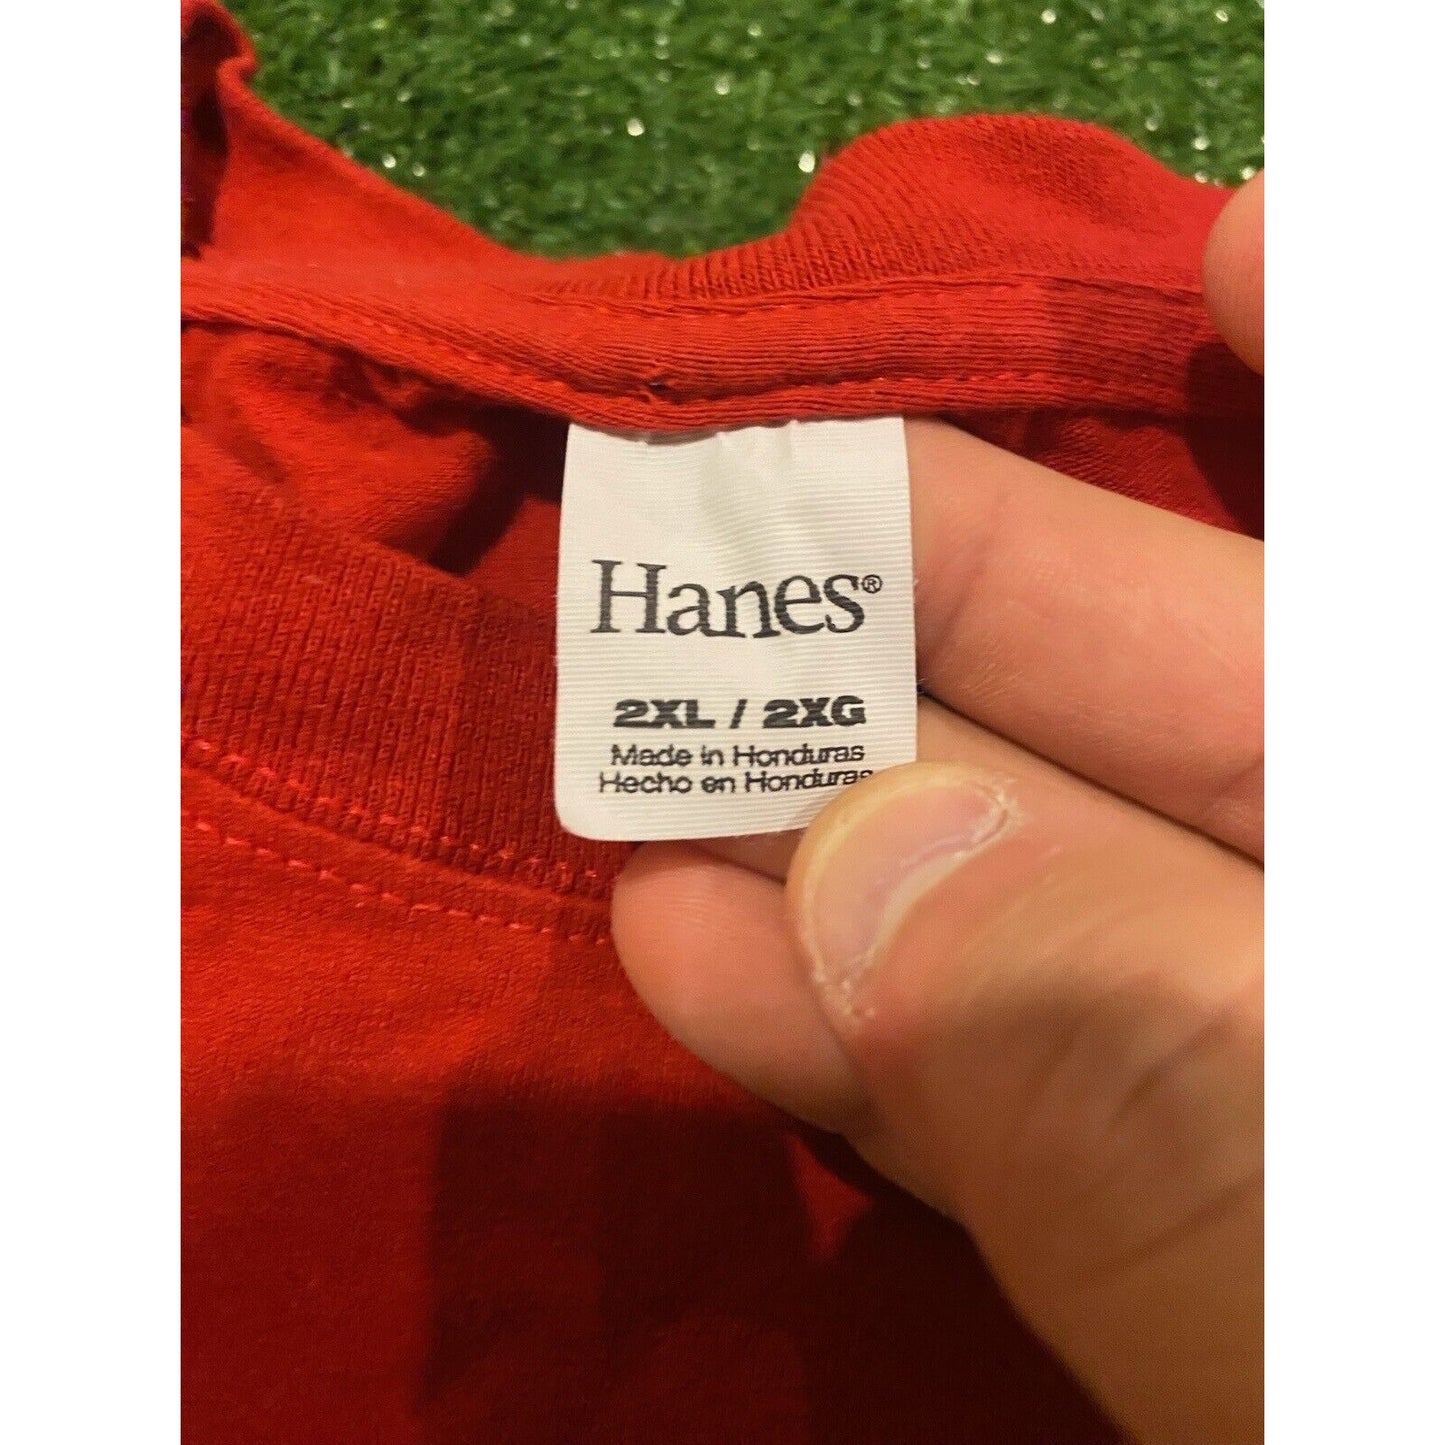 Hanes®
2XL / 2XG
Made in Honduras
Hecho en Honduras